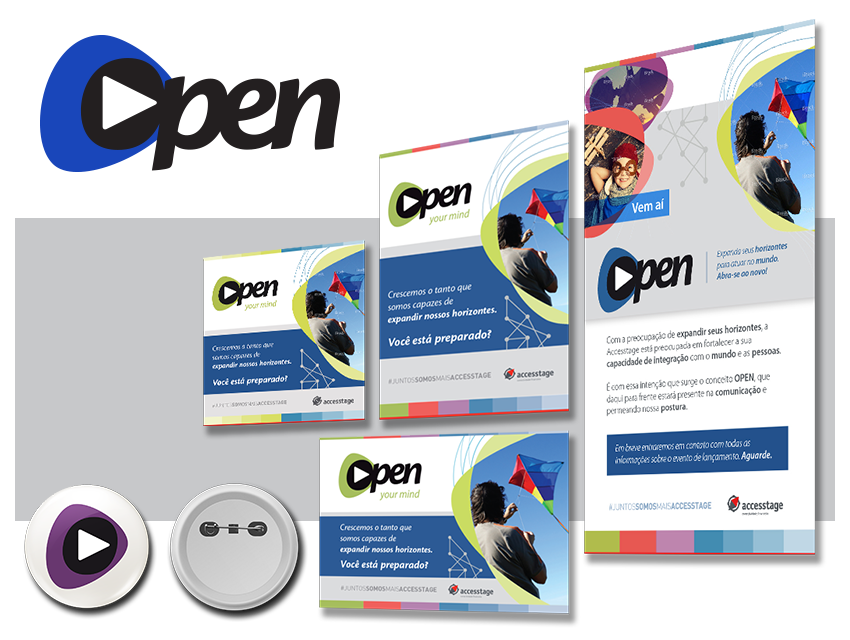 Open
Open
your mind
Crescemos o tanto que
somos capazes de
expandir nossos horizontes.
Você está preparado?
#JUNTOSSOMOSMAISACCESSTAGE
accesstage
Open
your mind
Crescemos o tanto que
somos capazes de
expandir nossos horizontes.
Você está preparado?
#JUNTOSSOMOSMAISACCESSTAGE
accesstage
Open
your mind
Crescemos o tanto que
somos capazes de
expandir nossos horizontes.
Você está preparado?
#JUNTOSSOMOSMAISACCESSTAGE
accesstage
Vem aí
Open
Expanda seus horizontes
para atuar no mundo.
Abra-se ao novo!
Com a preocupação de expandir seus horizontes, a
Accesstage está preocupada em fortalecer a sua
capacidade de integração com o mundo e as pessoas.
É com essa intenção que surge o conceito OPEN, que
daqui para frente estará presente na comunicação e
permeando nossa postura.
Em breve entraremos em contato com todas as
informações sobre o evento de lançamento. Aguarde.
#JUNTOSSOMOSMAISACCESSTAGE
accesstage